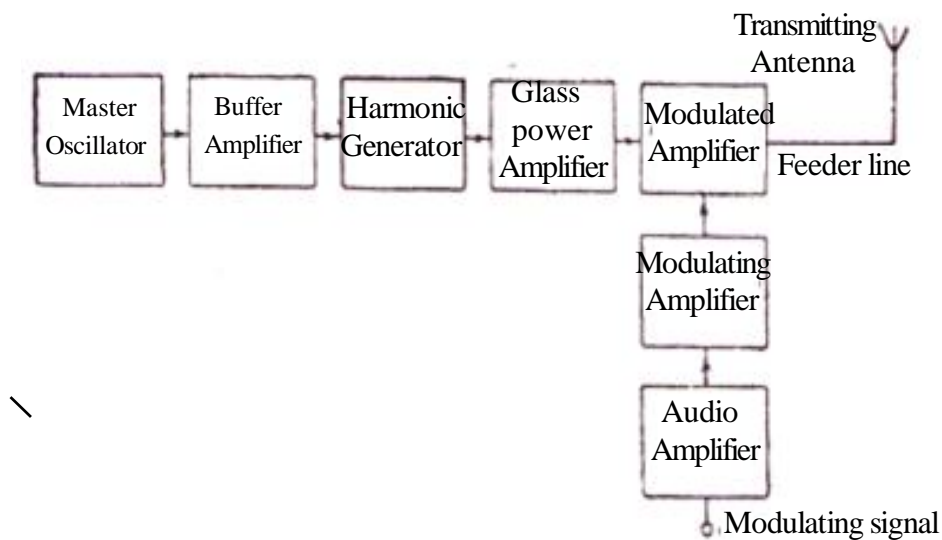 Transmitting
Antenna
Master
Oscillator
Buffer
Amplifier
Harmonic
Generator
Glass
power
Amplifier
Modulated
Amplifier
Feeder line
Modulating
Amplifier
Audio
Amplifier
Modulating signal